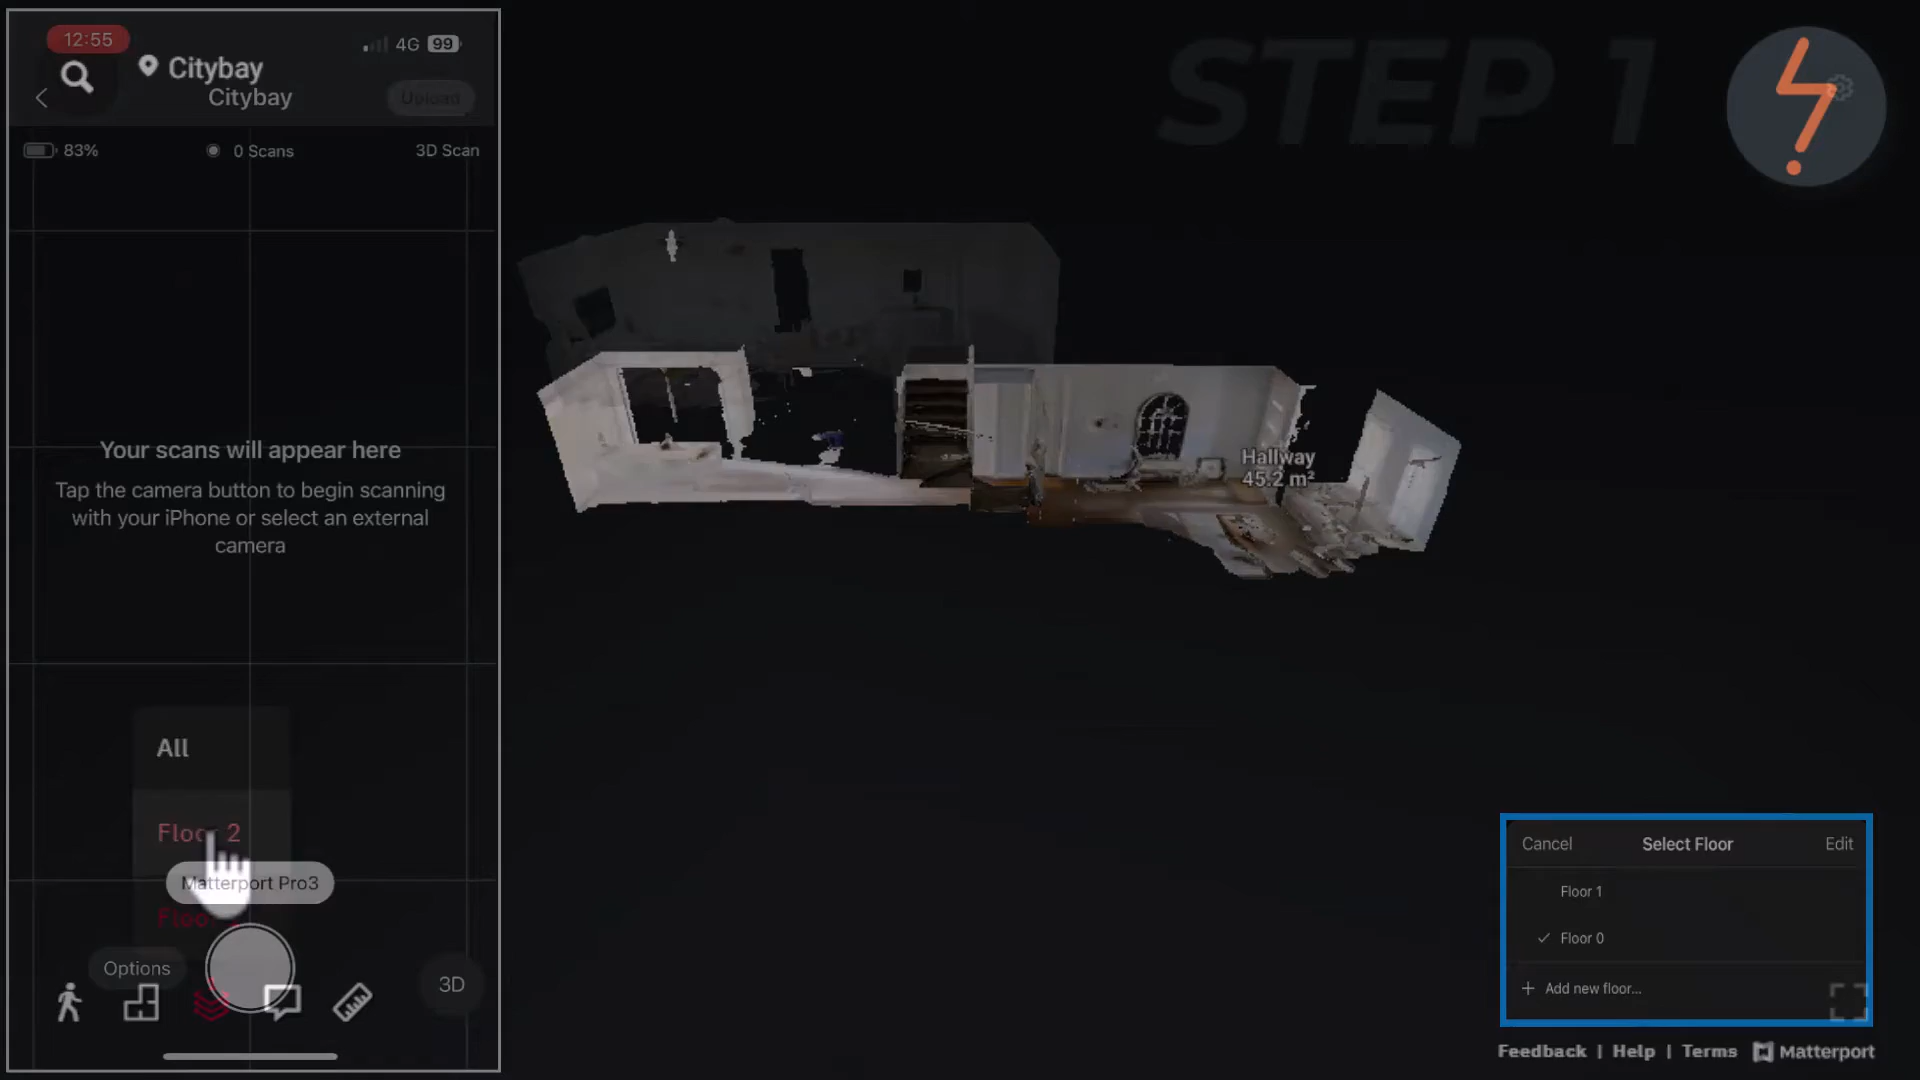 12:55
4G 99
Citybay
Citybay
Upload
83%
0 Scans
3D Scan
STEP 1
Your scans will appear here
Tap the camera button to begin scanning
with your iPhone or select an external
camera
Hallway
45.2 m²
All
Floor 2
Matterport Pro3
Floor
Options
3D
Cancel
Select Floor
Edit
Floor 1
Floor 0
Add new floor...
Feedback | Help | Terms
Matterport